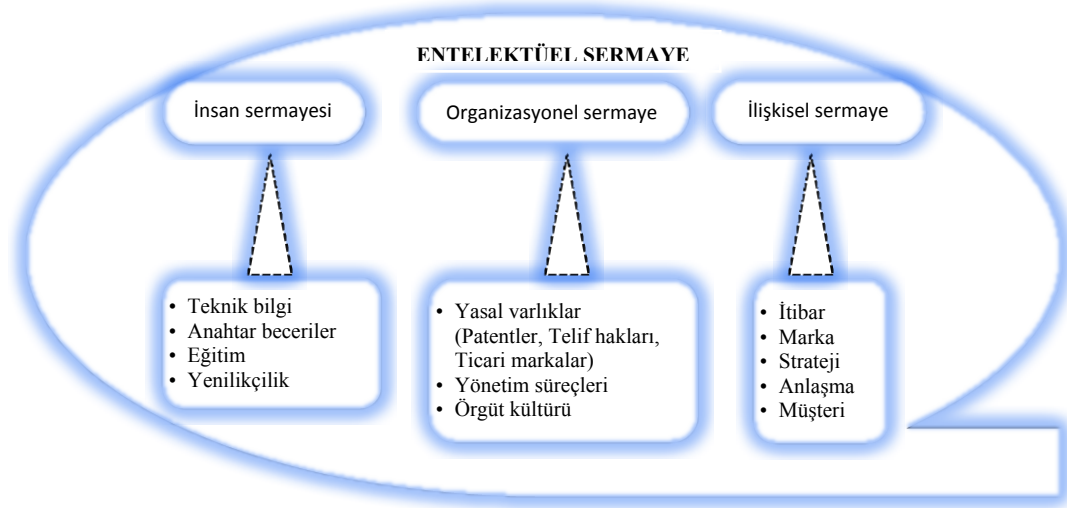 ENTELEKTÜEL SERMAYE
İnsan sermayesi
Organizasyonel sermaye
İlişkisel sermaye
• Teknik bilgi
• Anahtar beceriler
• Eğitim
• Yenilikçilik
• Yasal varlıklar
(Patentler, Telif hakları,
Ticari markalar)
• Yönetim süreçleri
• Örgüt kültürü
• İtibar
• Marka
• Strateji
• Anlaşma
• Müşteri